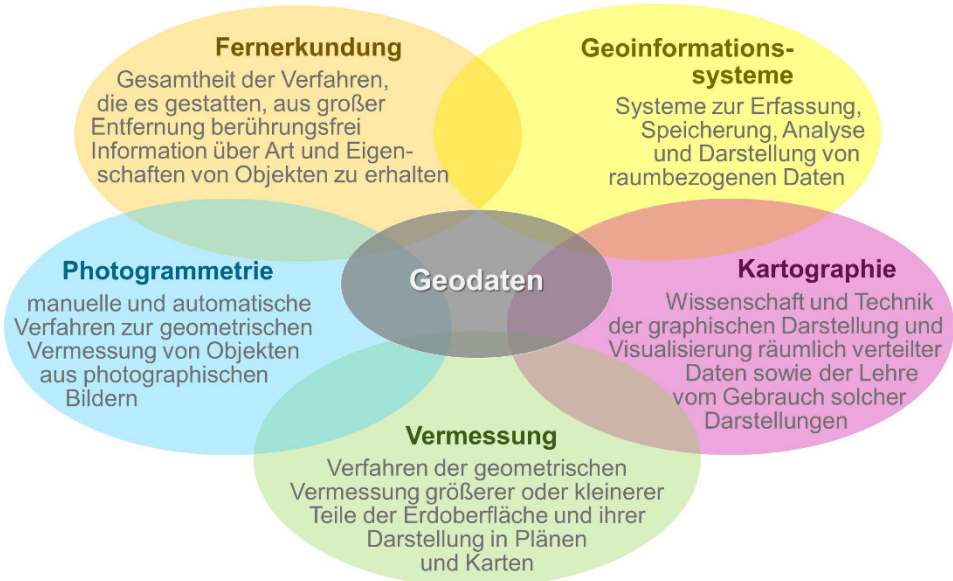 Fernerkundung
Gesamtheit der Verfahren,
die es gestatten, aus großer
Entfernung berührungsfrei
Information über Art und Eigen-
schaften von Objekten zu erhalten
Geoinformations-
systeme
Systeme zur Erfassung,
Speicherung, Analyse
und Darstellung von
raumbezogenen Daten
Photogrammetrie
manuelle und automatische
Verfahren zur geometrischen
Vermessung von Objekten
aus photographischen
Bildern
Geodaten
Kartographie
Wissenschaft und Technik
der graphischen Darstellung und
Visualisierung räumlich verteilter
Daten sowie der Lehre
vom Gebrauch solcher
Darstellungen
Vermessung
Verfahren der geometrischen
Vermessung größerer oder kleinerer
Teile der Erdoberfläche und ihrer
Darstellung in Plänen
und Karten